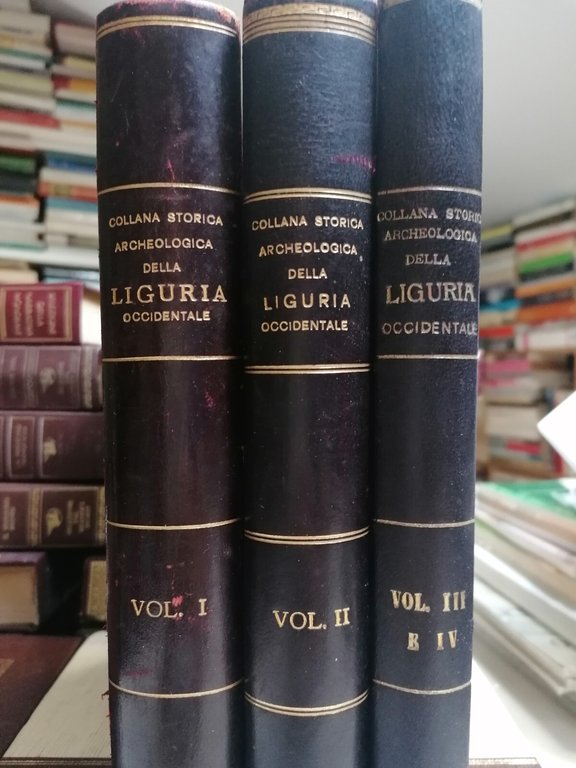 COLLANA STORICA
ARCHEOLOGICA
DELLA
LIGURIA
OCCIDENTALE
VOL. I
COLLANA STORICA
ARCHEOLOGICA
DELLA
LIGURIA
OCCIDENTALE
VOL. II
COLLANA STORICA
ARCHEOLOGICA
DELLA
LIGURIA
OCCIDENTALE
VOL. III
E IV